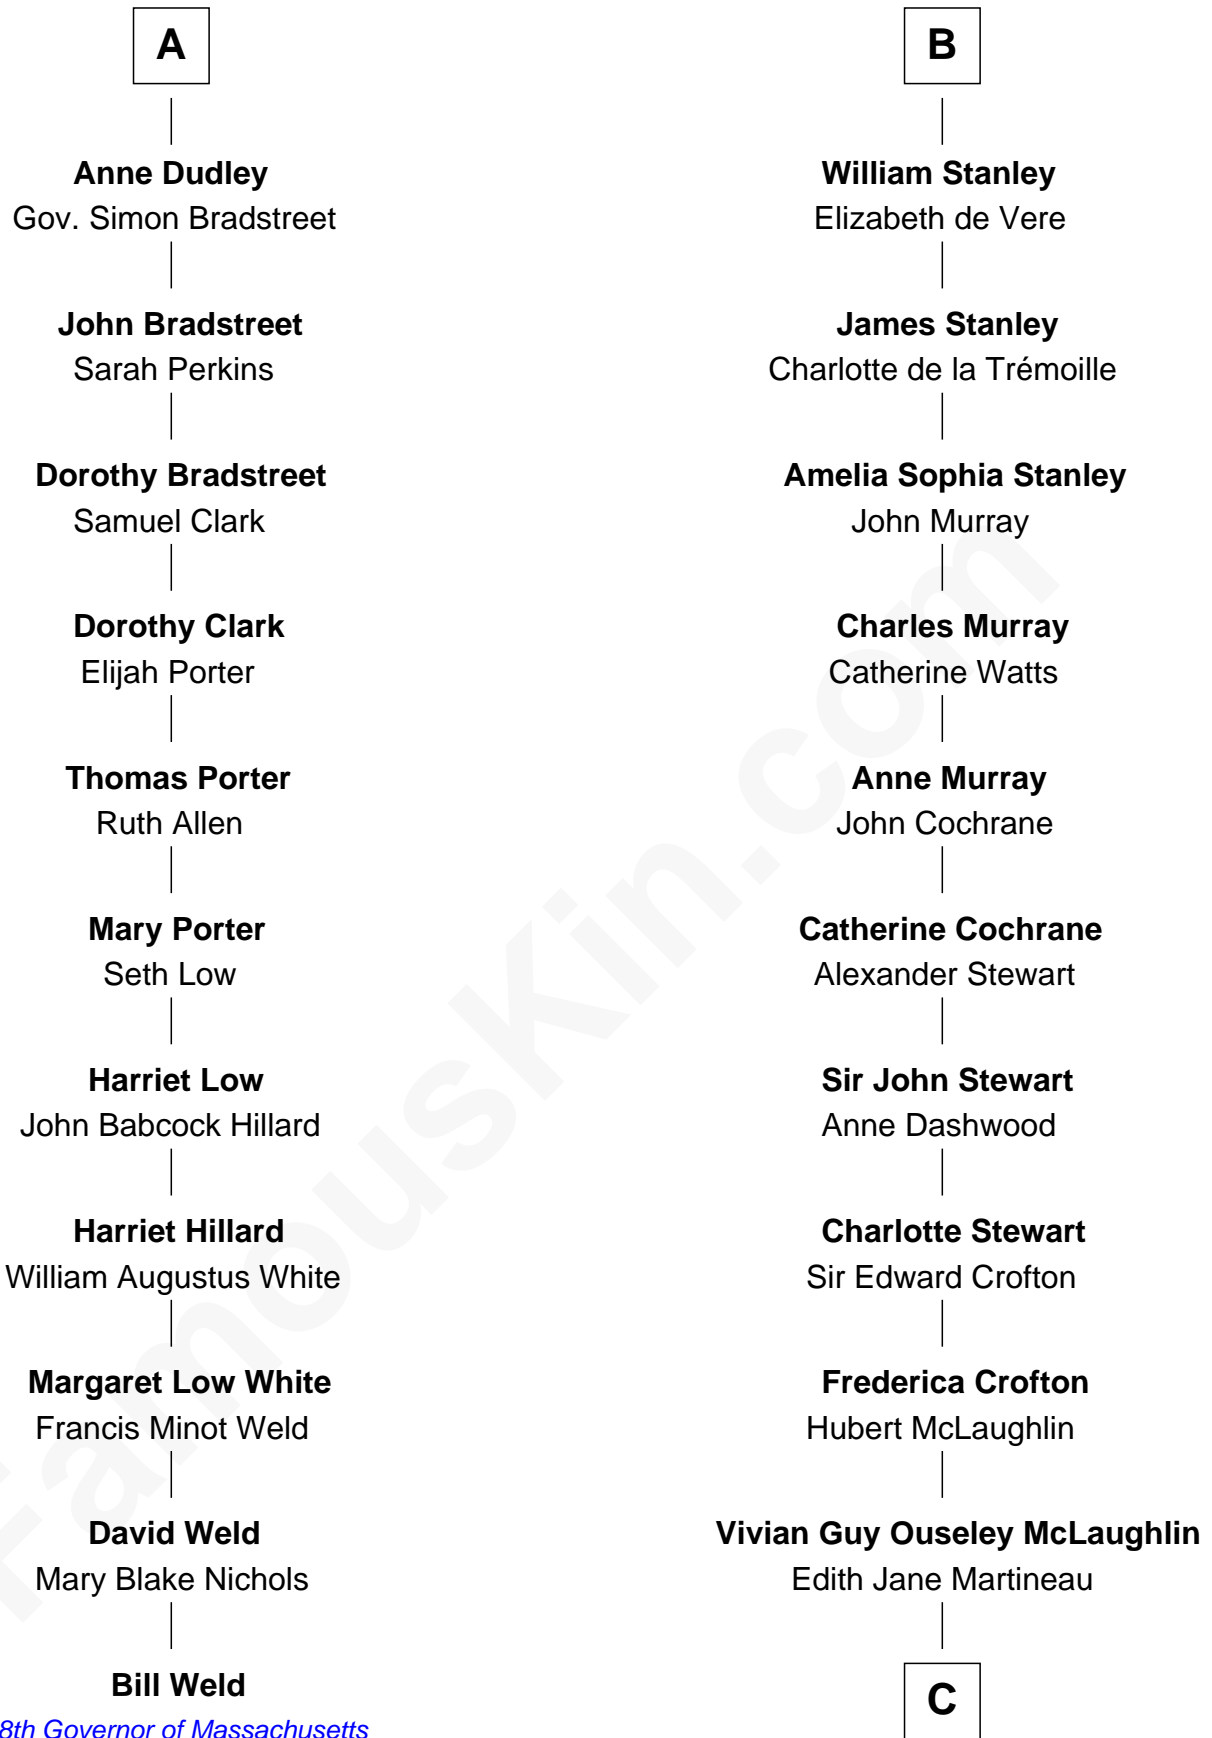 A
Anne Dudley
Gov. Simon Bradstreet
John Bradstreet
Sarah Perkins
Dorothy Bradstreet
Samuel Clark
Dorothy Clark
Elijah Porter
Thomas Porter
Ruth Allen
Mary Porter
Seth Low
Harriet Low
John Babcock Hillard
Harriet Hillard
William Augustus White
Margaret Low White
Francis Minot Weld
David Weld
Mary Blake Nichols
Bill Weld
8th Governor of Massachusetts
B
William Stanley
Elizabeth de Vere
James Stanley
Charlotte de la Trémoille
Amelia Sophia Stanley
John Murray
Charles Murray
Catherine Watts
Anne Murray
John Cochrane
Catherine Cochrane
Alexander Stewart
Sir John Stewart
Anne Dashwood
Charlotte Stewart
Sir Edward Crofton
Frederica Crofton
Hubert McLaughlin
Vivian Guy Ouseley McLaughlin
Edith Jane Martineau
C
FamousKin.com